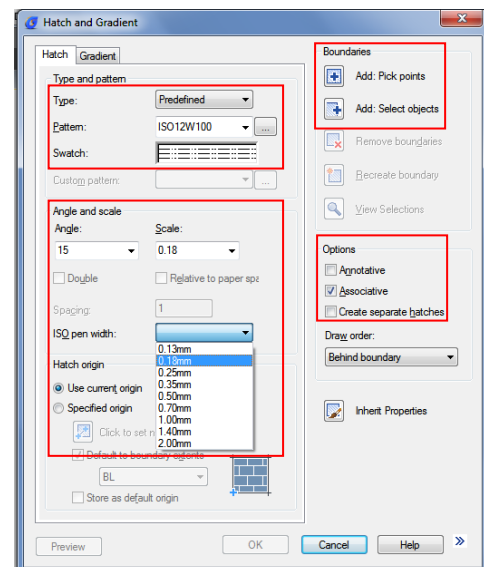 Hatch and Gradient
Hatch Gradient
Type and pattern
Type: Predefined
Pattern: ISO12W100 ...
Swatch:
Custom pattern: ...
Angle and scale
Angle: Scale:
15 0.18
Double Relative to paper spa
Spacing: 1
ISO pen width:
0.13mm
0.18mm
0.25mm
0.35mm
0.50mm
0.70mm
1.00mm
1.40mm
2.00mm
Hatch origin
Use current origin
Specified origin
Click to set n
Default to boundary extents
BL
Store as default origin
Boundaries
Add: Pick points
Add: Select objects
Remove boundaries
Recreate boundary
View Selections
Options
Annotative
Associative
Create separate hatches
Draw order:
Behind boundary
Inherit Properties
Preview OK Cancel Help »